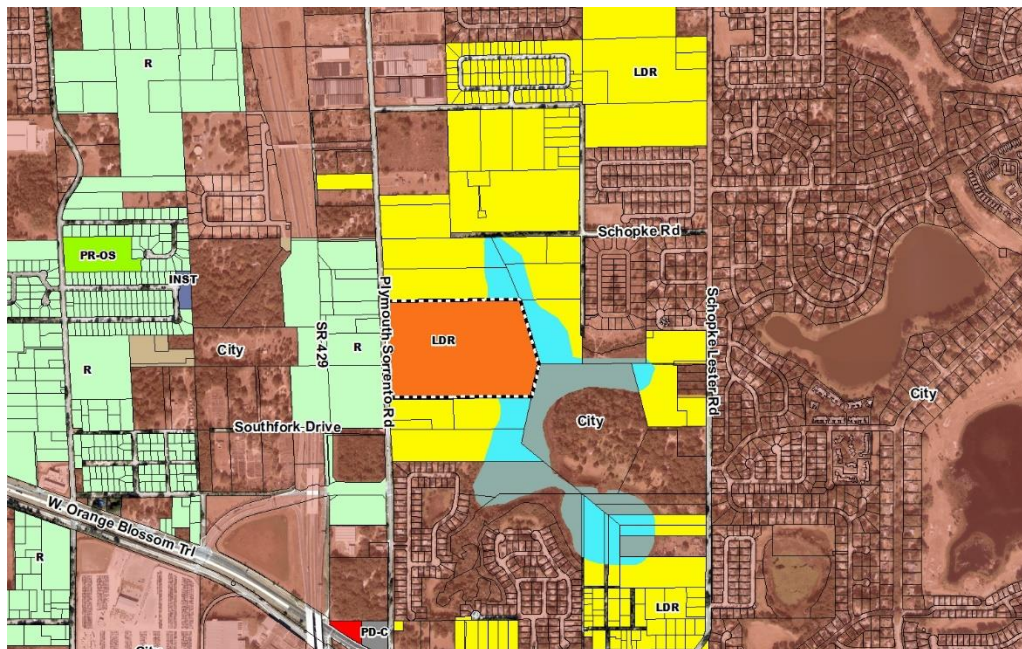 R
LDR
Schopke Rd
PR-OS
INST
Plymouth-Sorrento Rd
SR-429
Schopke Lester Rd
LDR
R
City
R
City
City
Southfork Drive
W. Orange Blossom Trl
R
LDR
PD-C